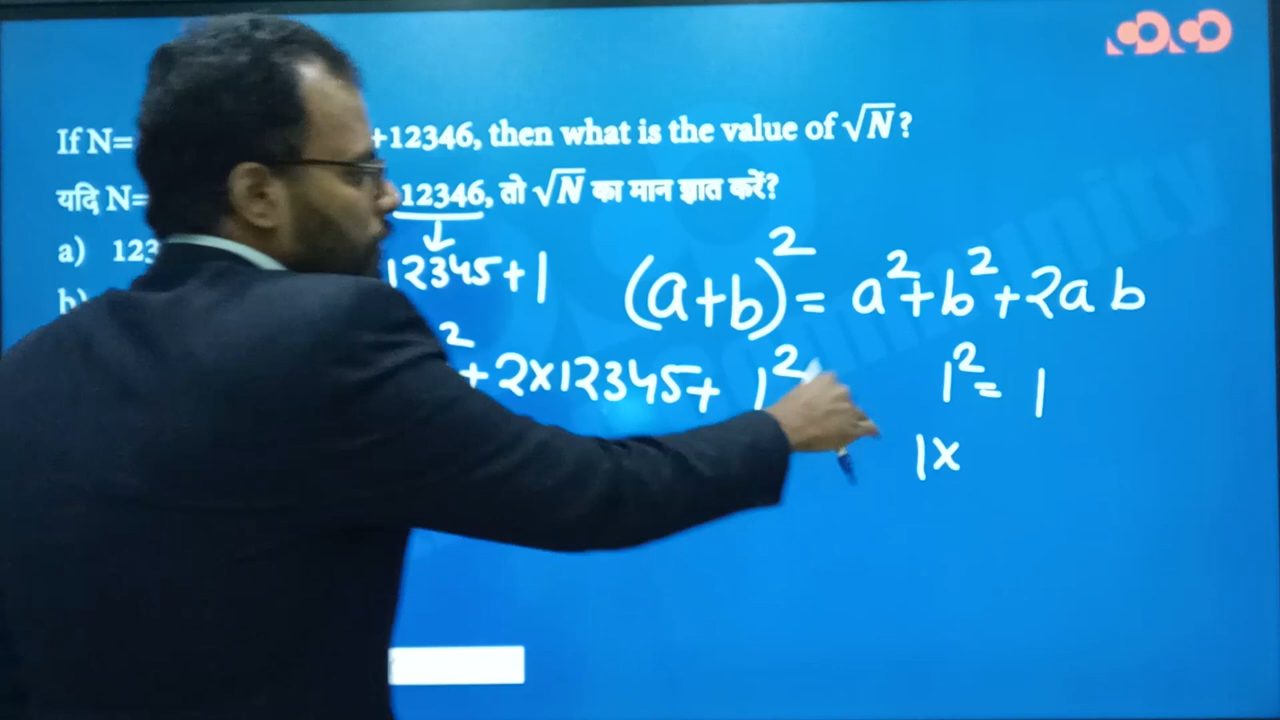 If N= +12346, then what is the value of √N?
यदि N= 12346, तो √N का मान ज्ञात करें?
a) 123
12345+1
(a+b)²= a²+b²+2ab
b)
²+2×12345+ 1²
1²= 1
1×